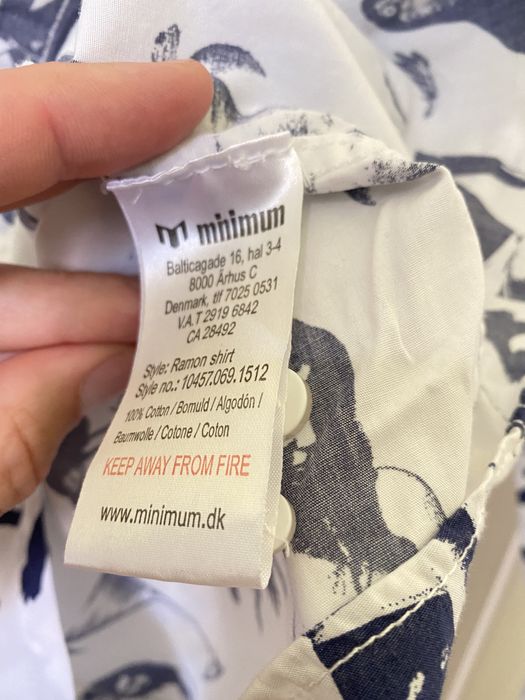 minimum
Balticagade 16, hal 3-4
8000 Århus C
Denmark, tlf 7025 0531
V.A.T 2919 6842
CA 28492
Style: Ramon shirt
Style no.: 10457.069.1512
100% Cotton / Bomuld / Algodón /
Baumwolle / Cotone / Coton
KEEP AWAY FROM FIRE
www.minimum.dk